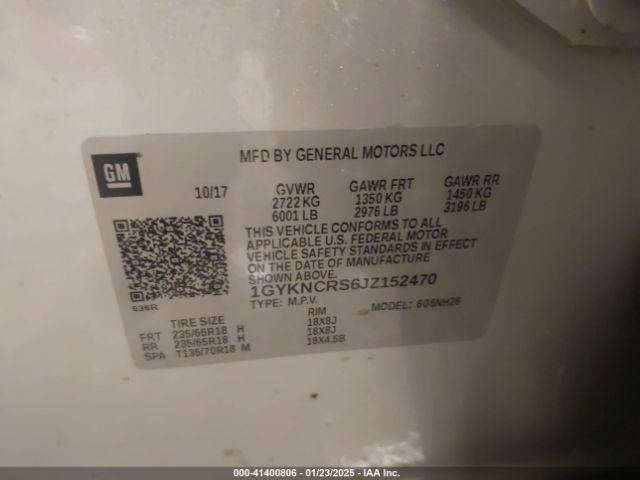 GM
MFD BY GENERAL MOTORS LLC
10/17
GVWR GAWR FRT GAWR RR
2722 KG 1350 KG 1450 KG
6001 LB 2976 LB 3196 LB
THIS VEHICLE CONFORMS TO ALL
APPLICABLE U.S. FEDERAL MOTOR
VEHICLE SAFETY STANDARDS IN EFFECT
ON THE DATE OF MANUFACTURE
SHOWN ABOVE.
1GYKNCRS6JZ152470
TYPE: M.P.V. MODEL: 606NH26
636R
TIRE SIZE RIM
FRT 235/65R18 H 18X8J
RR 235/65R18 H 18X8J
SPA T135/70R18 M 18X4.5B
000-41400806 - 01/23/2025 - IAA Inc.